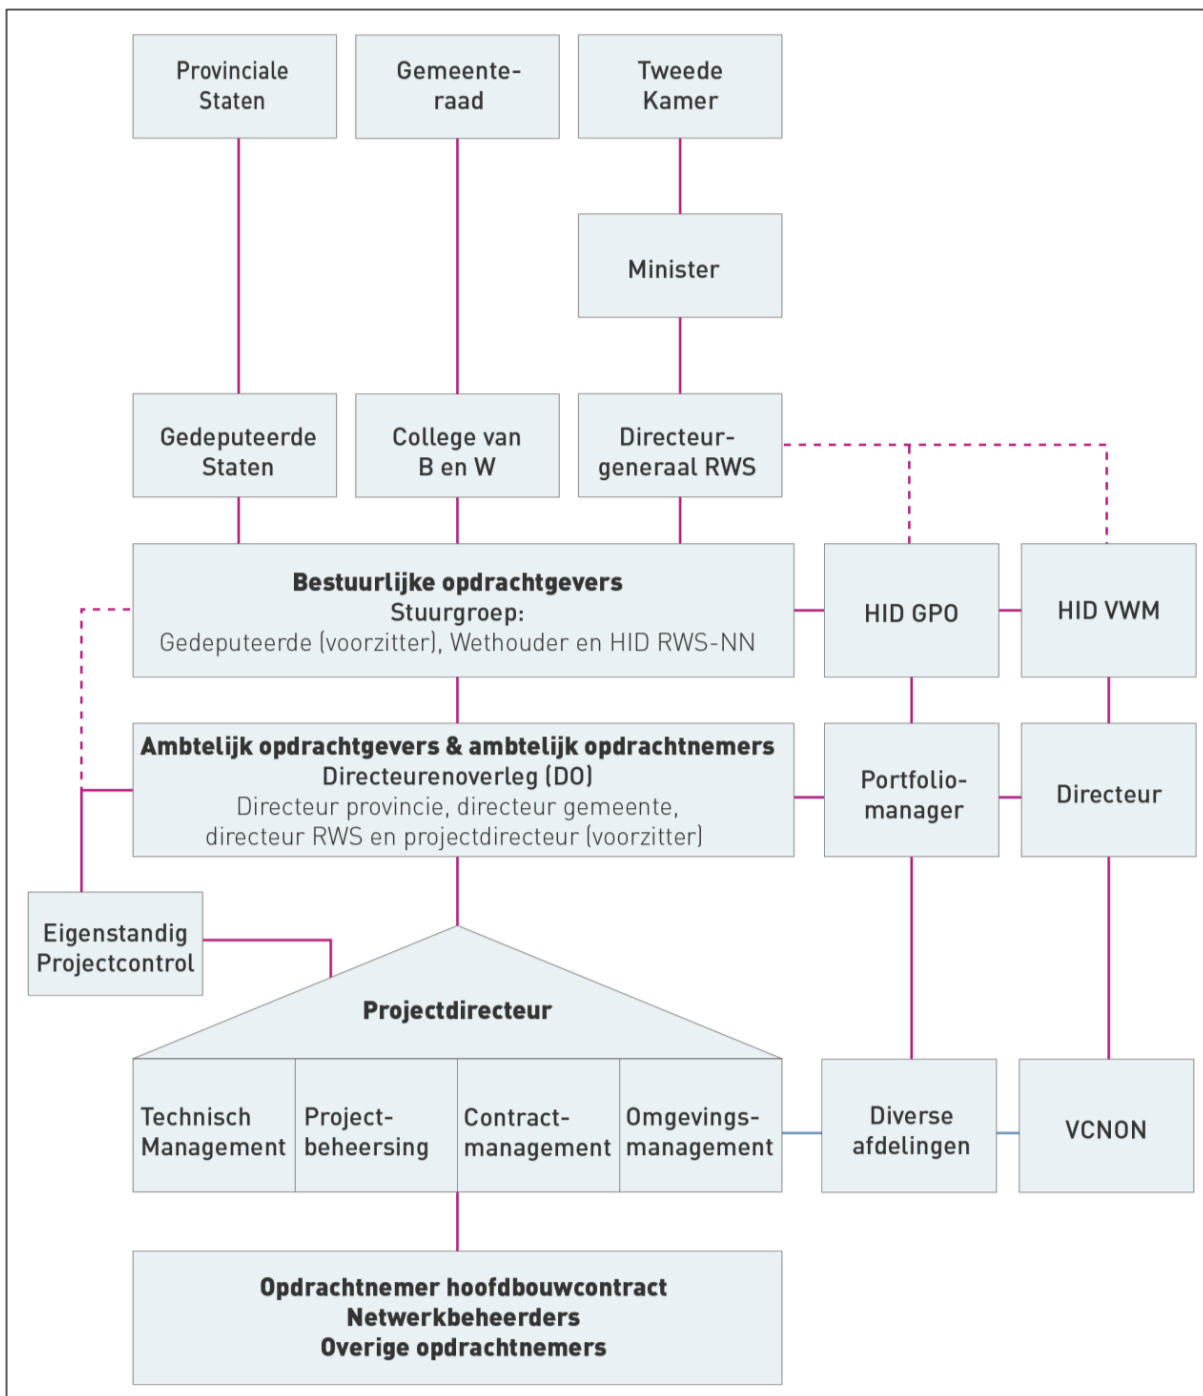 Provinciale
Staten
Gemeente-
raad
Tweede
Kamer
Minister
Gedeputeerde
Staten
College van
B en W
Directeur-
generaal RWS
Bestuurlijke opdrachtgevers
Stuurgroep:
Gedeputeerde (voorzitter), Wethouder en HID RWS-NN
HID GPO
HID VWM
Ambtelijk opdrachtgevers & ambtelijk opdrachtnemers
Directeurenoverleg (DO)
Directeur provincie, directeur gemeente,
directeur RWS en projectdirecteur (voorzitter)
Portfolio-
manager
Directeur
Eigenstandig
Projectcontrol
Projectdirecteur
Technisch
Management
Project-
beheersing
Contract-
management
Omgevings-
management
Diverse
afdelingen
VCNON
Opdrachtnemer hoofdbouwcontract
Netwerkbeheerders
Overige opdrachtnemers